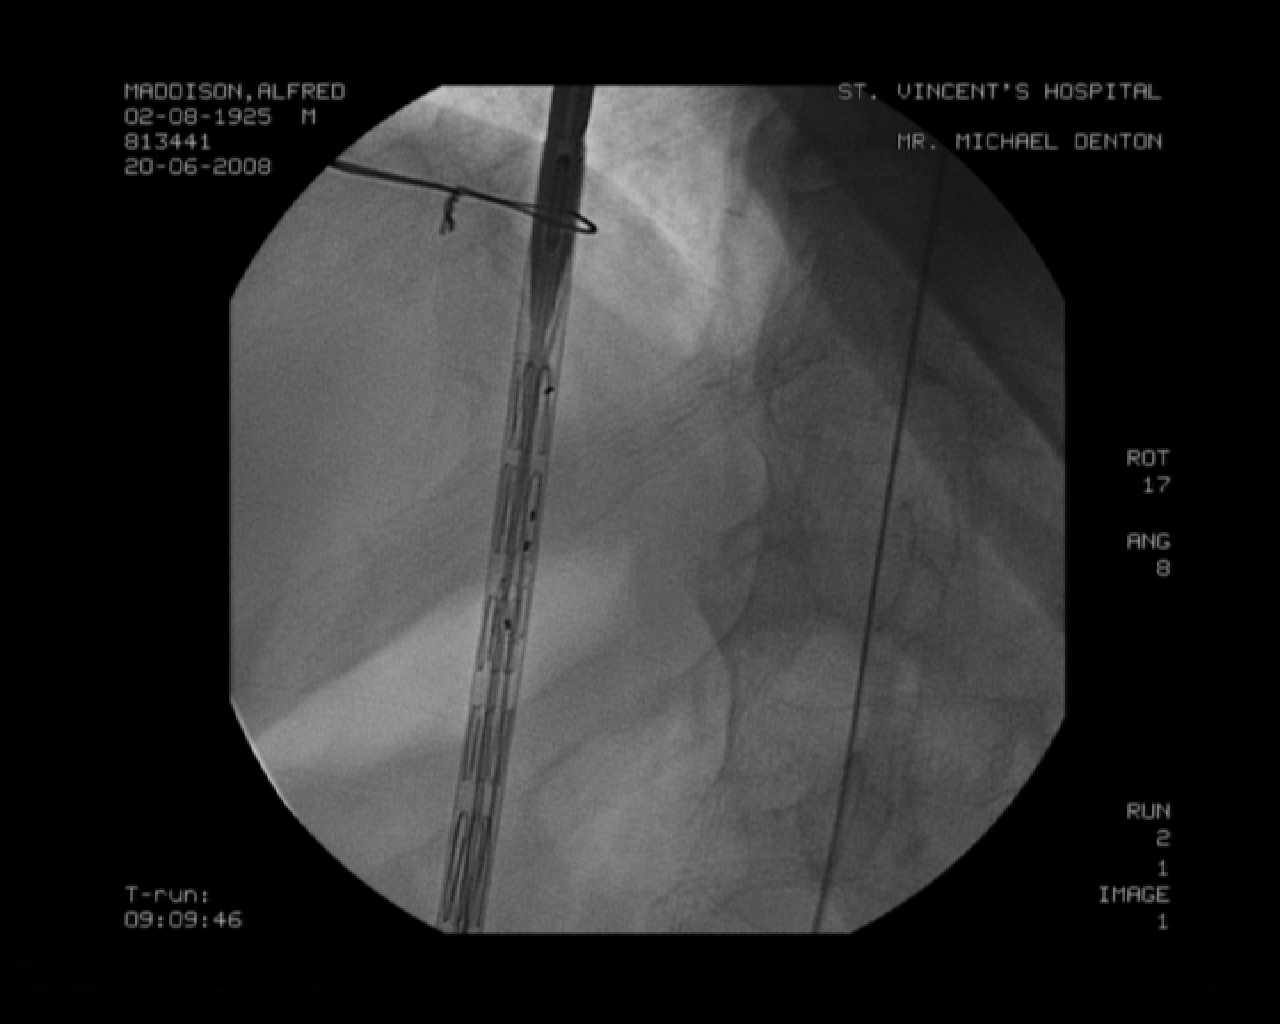 MADDISON,ALFRED
02-08-1925 M
813441
20-06-2008
ST. VINCENT'S HOSPITAL
MR. MICHAEL DENTON
ROT
17
ANG
8
RUN
2
1
IMAGE
1
T-run:
09:09:46